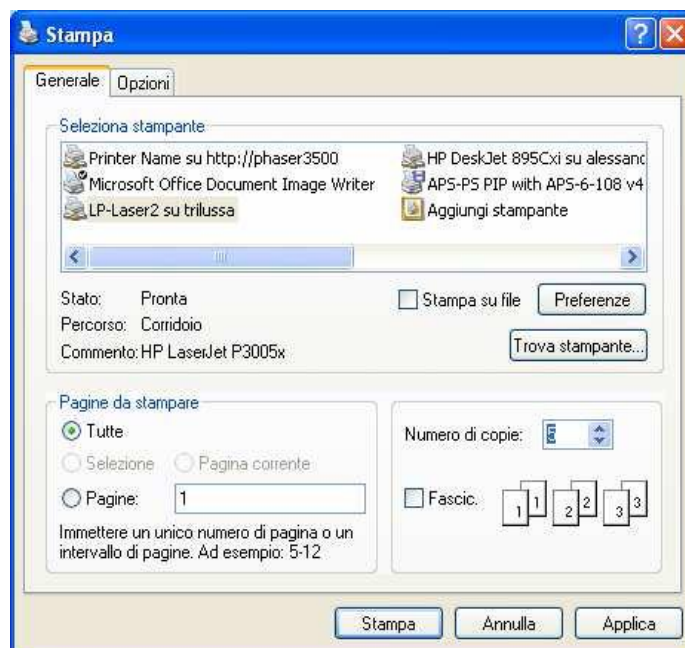 Stampa
Generale Opzioni
Seleziona stampante
Printer Name su http://phaser3500
HP DeskJet 895Cxi su alessand
Microsoft Office Document Image Writer
APS-PS PIP with APS-6-108 v4
LP-Laser2 su trilussa
Aggiungi stampante
Stato: Pronta
Stampa su file
Preferenze
Percorso: Corridoio
Commento: HP LaserJet P3005x
Trova stampante...
Pagine da stampare
Tutte
Selezione Pagina corrente
Pagine: 1
Immettere un unico numero di pagina o un
intervallo di pagine. Ad esempio: 5-12
Numero di copie:
Fascic.
1 1 2 2 3 3
Stampa Annulla Applica